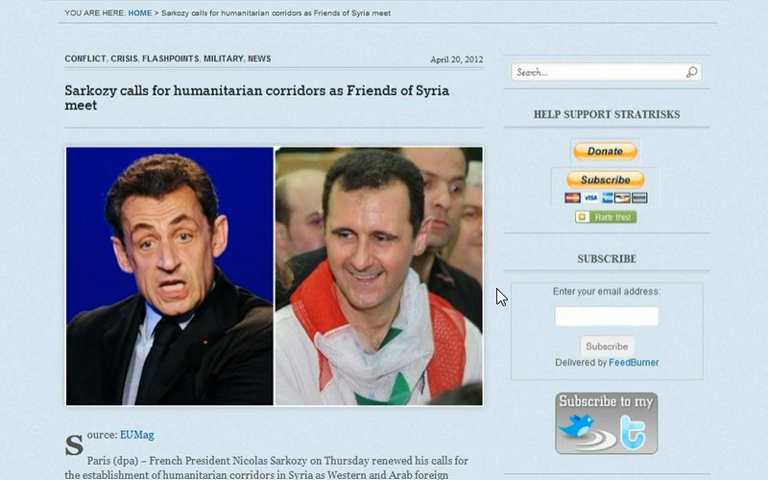 YOU ARE HERE: HOME > Sarkozy calls for humanitarian corridors as Friends of Syria meet
CONFLICT, CRISIS, FLASHPOINTS, MILITARY, NEWS
April 20, 2012
Sarkozy calls for humanitarian corridors as Friends of Syria
meet
Source: EUMag
Paris (dpa) – French President Nicolas Sarkozy on Thursday renewed his calls for
the establishment of humanitarian corridors in Syria as Western and Arab foreign
Search...
HELP SUPPORT STRATRISKS
Donate
Subscribe
VISA
Flattr this!
SUBSCRIBE
Enter your email address:
Subscribe
Delivered by FeedBurner
Subscribe to my
t